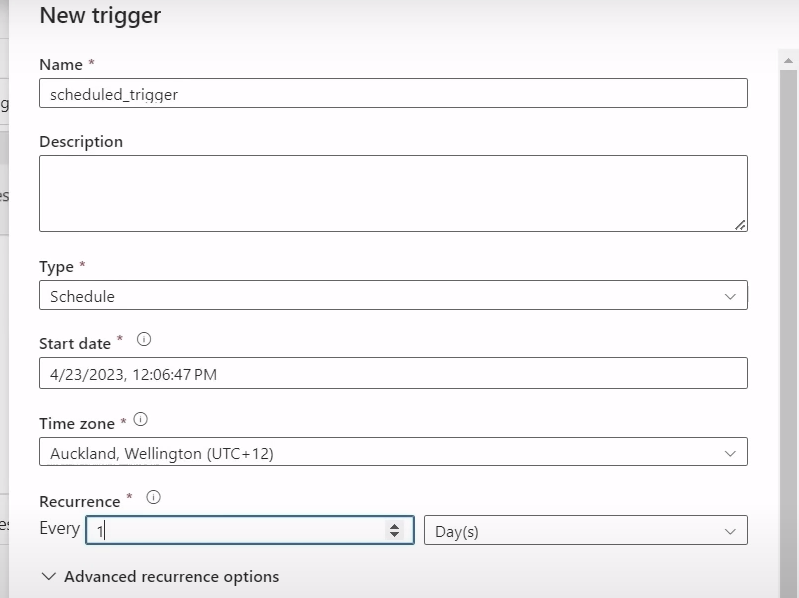 New trigger
Name *
scheduled_trigger
Description
Type *
Schedule
Start date *
4/23/2023, 12:06:47 PM
Time zone *
Auckland, Wellington (UTC+12)
Recurrence *
Every 1 Day(s)
Advanced recurrence options